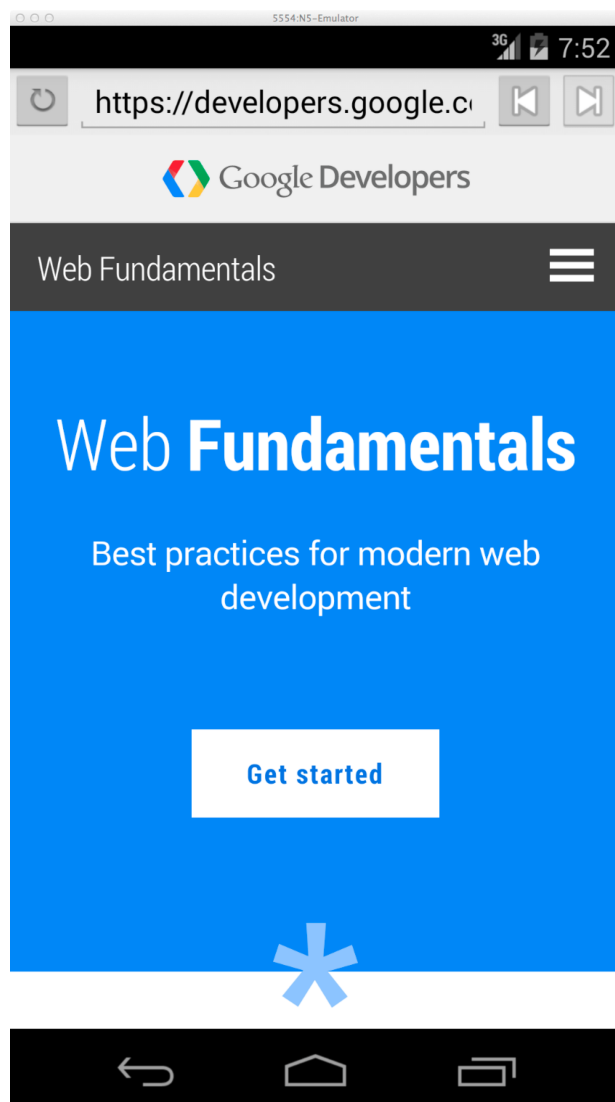 5554:N5-Emulator
3G 7:52
https://developers.google.c
Google Developers
Web Fundamentals
Web Fundamentals
Best practices for modern web
development
Get started
*